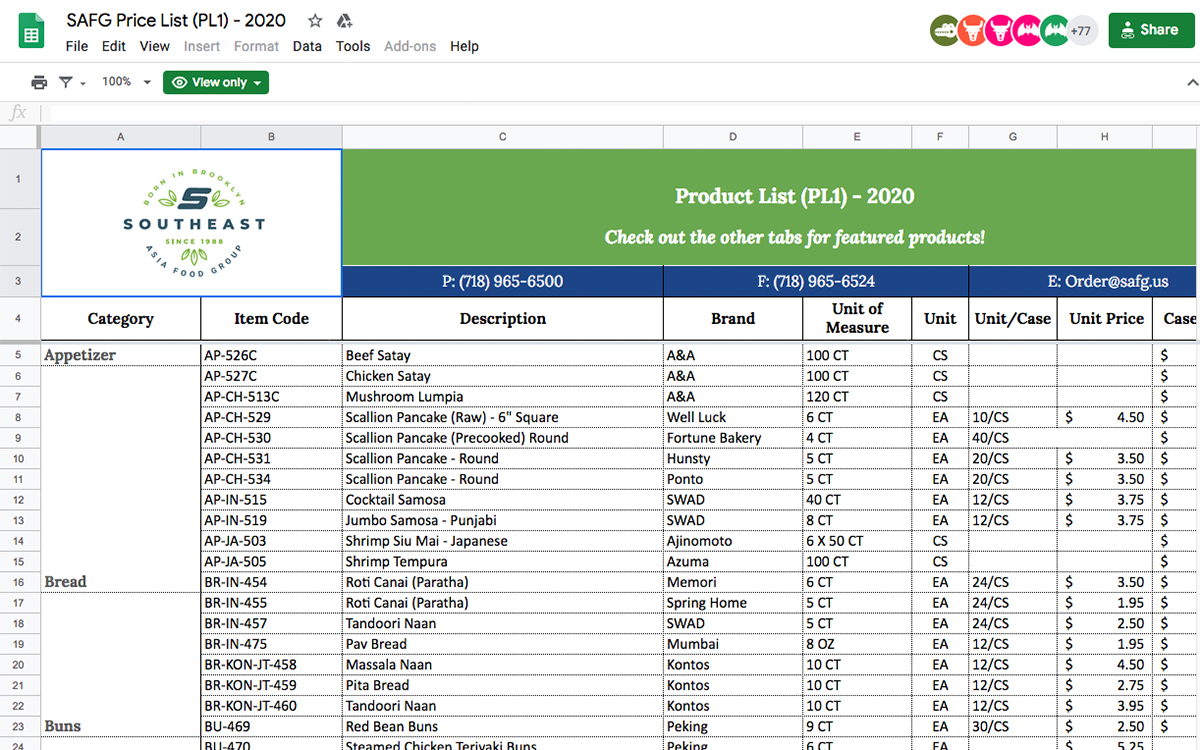 SAFG Price List (PL1) - 2020
File Edit View Insert Format Data Tools Add-ons Help
+77
Share
100% View only
fx
A B C D E F G H
1
BORN IN BROOKLYN
S
SOUTHEAST
SINCE 1988
ASIA FOOD GROUP
Product List (PL1) - 2020
2
Check out the other tabs for featured products!
3 P: (718) 965-6500 F: (718) 965-6524 E: Order@safg.us
4 Category Item Code Description Brand Unit of Measure Unit Unit/Case Unit Price Case
5 Appetizer AP-526C Beef Satay A&A 100 CT CS $
6 AP-527C Chicken Satay A&A 100 CT CS $
7 AP-CH-513C Mushroom Lumpia A&A 120 CT CS $
8 AP-CH-529 Scallion Pancake (Raw) - 6" Square Well Luck 6 CT EA 10/CS $ 4.50 $
9 AP-CH-530 Scallion Pancake (Precooked) Round Fortune Bakery 4 CT EA 40/CS $
10 AP-CH-531 Scallion Pancake - Round Hunsty 5 CT EA 20/CS $ 3.50 $
11 AP-CH-534 Scallion Pancake - Round Ponto 5 CT EA 20/CS $ 3.50 $
12 AP-IN-515 Cocktail Samosa SWAD 40 CT EA 12/CS $ 3.75 $
13 AP-IN-519 Jumbo Samosa - Punjabi SWAD 8 CT EA 12/CS $ 3.75 $
14 AP-JA-503 Shrimp Siu Mai - Japanese Ajinomoto 6 X 50 CT CS $
15 AP-JA-505 Shrimp Tempura Azuma 100 CT CS $
16 Bread BR-IN-454 Roti Canai (Paratha) Memori 6 CT EA 24/CS $ 3.50 $
17 BR-IN-455 Roti Canai (Paratha) Spring Home 5 CT EA 24/CS $ 1.95 $
18 BR-IN-457 Tandoori Naan SWAD 5 CT EA 24/CS $ 2.50 $
19 BR-IN-475 Pav Bread Mumbai 8 OZ EA 12/CS $ 1.95 $
20 BR-KON-JT-458 Massala Naan Kontos 10 CT EA 12/CS $ 4.50 $
21 BR-KON-JT-459 Pita Bread Kontos 10 CT EA 12/CS $ 2.75 $
22 BR-KON-JT-460 Tandoori Naan Kontos 10 CT EA 12/CS $ 3.95 $
23 Buns BU-469 Red Bean Buns Peking 9 CT EA 30/CS $ 2.50 $
24 BU-470 Steamed Chicken Teriyaki Buns Peking 6 CT EA $ 5.25 $